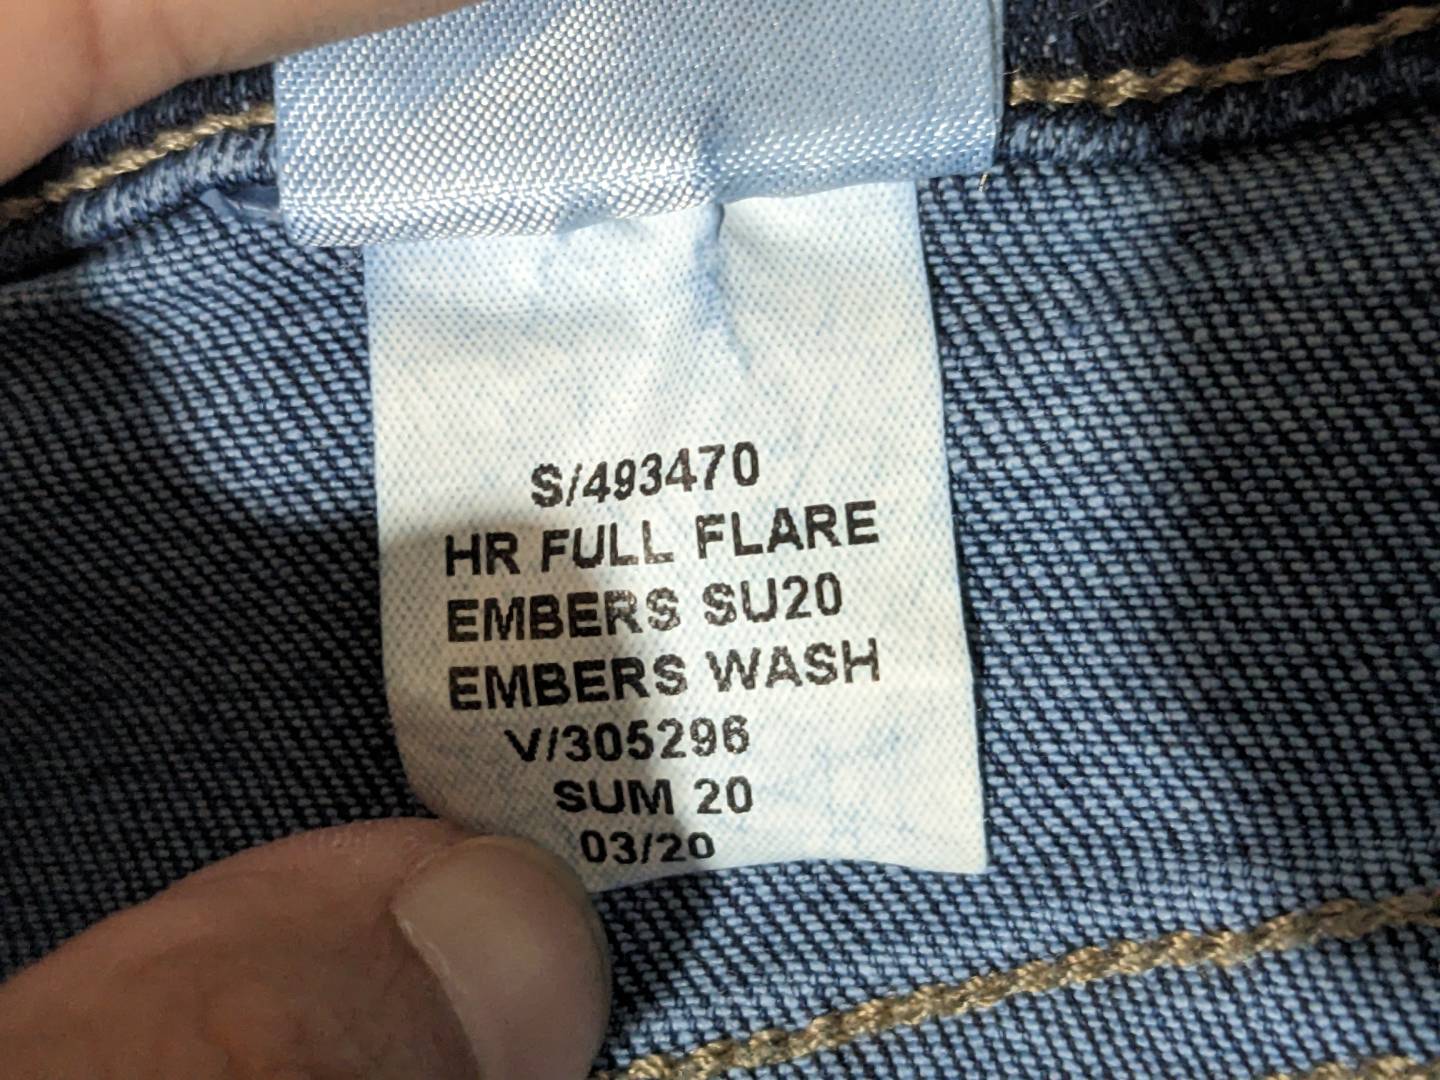 S/493470
HR FULL FLARE
EMBERS SU20
EMBERS WASH
V/305296
SUM 20
03/20